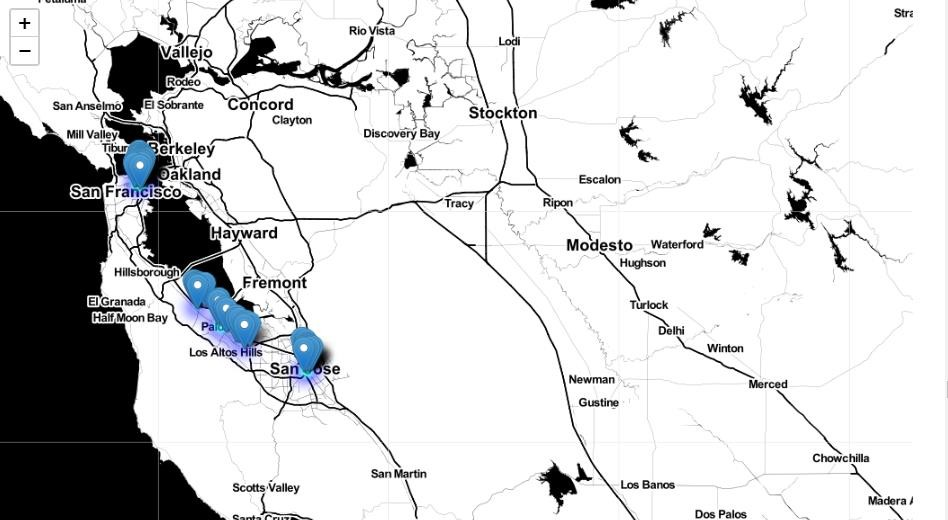 Petaluma
+
−
Rio Vista
Lodi
Vallejo
Rodeo
San Anselmo
El Sobrante
Concord
Clayton
Stockton
Discovery Bay
Mill Valley
Tibur
Berkeley
Oakland
San Francisco
Escalon
Tracy
Ripon
Hayward
Modesto
Waterford
Hughson
Hillsborough
Fremont
El Granada
Half Moon Bay
Turlock
Palo
Delhi
Los Altos Hills
Winton
San Jose
Newman
Merced
Gustine
Chowchilla
San Martin
Los Banos
Scotts Valley
Madera A
Santa Cruz
Dos Palos
Stra